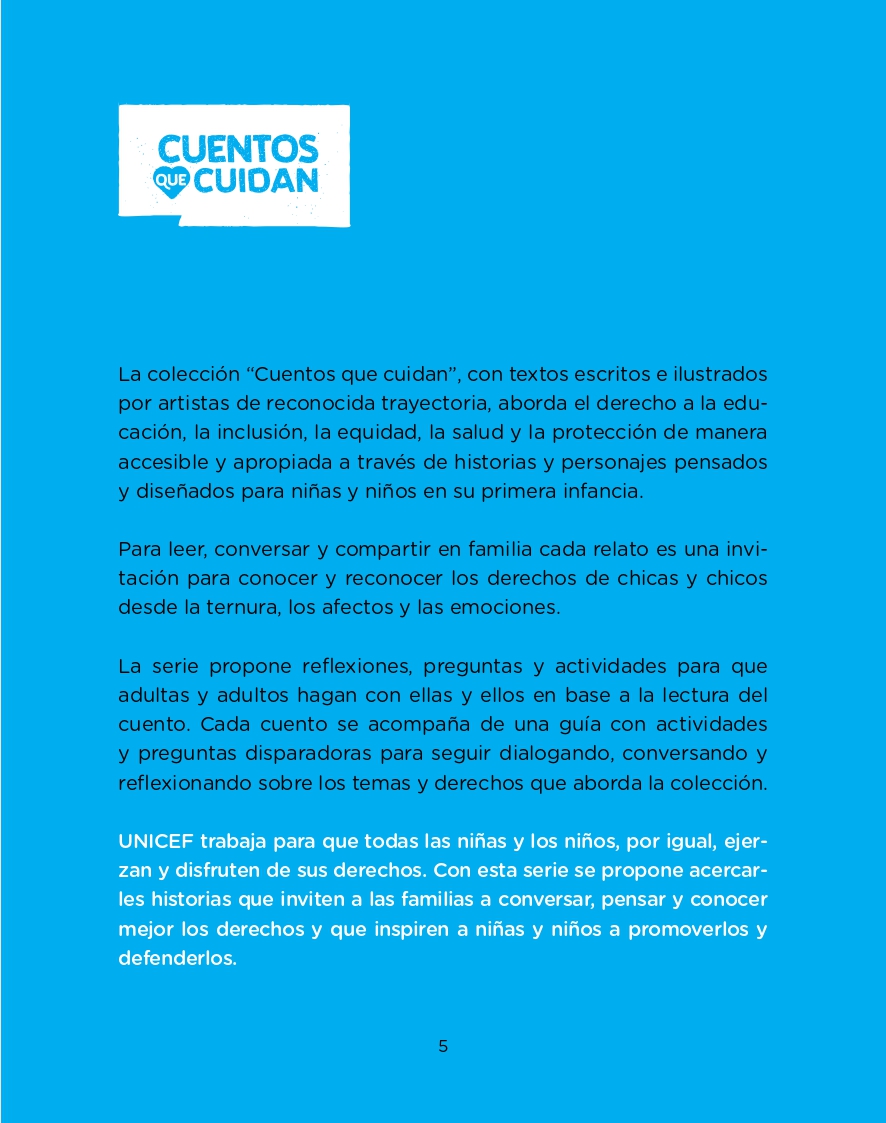 CUENTOS
QUE CUIDAN
La colección “Cuentos que cuidan”, con textos escritos e ilustrados
por artistas de reconocida trayectoria, aborda el derecho a la edu-
cación, la inclusión, la equidad, la salud y la protección de manera
accesible y apropiada a través de historias y personajes pensados
y diseñados para niñas y niños en su primera infancia.
Para leer, conversar y compartir en familia cada relato es una invi-
tación para conocer y reconocer los derechos de chicas y chicos
desde la ternura, los afectos y las emociones.
La serie propone reflexiones, preguntas y actividades para que
adultas y adultos hagan con ellas y ellos en base a la lectura del
cuento. Cada cuento se acompaña de una guía con actividades
y preguntas disparadoras para seguir dialogando, conversando y
reflexionando sobre los temas y derechos que aborda la colección.
UNICEF trabaja para que todas las niñas y los niños, por igual, ejer-
zan y disfruten de sus derechos. Con esta serie se propone acercar-
les historias que inviten a las familias a conversar, pensar y conocer
mejor los derechos y que inspiren a niñas y niños a promoverlos y
defenderlos.
5